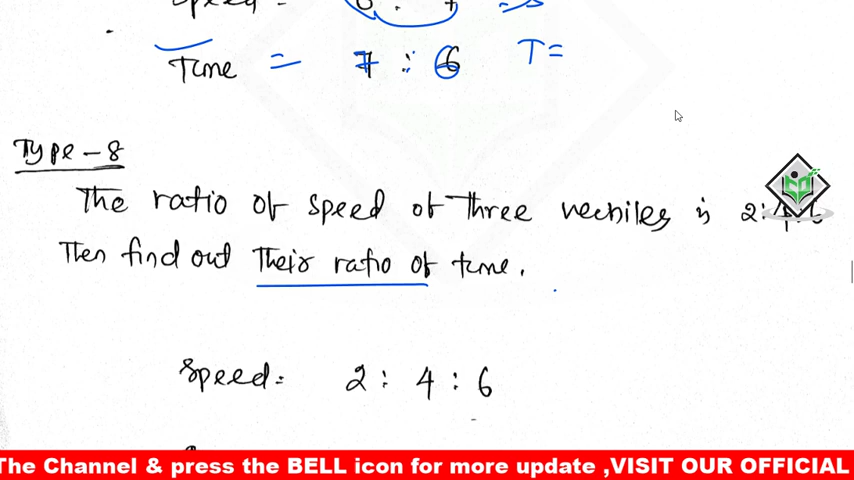 Speed =
Time = 7 : 6 T =
Type - 8
The ratio of speed of Three vechiles is 2:
Then find out Their ratio of time.
Speed = 2 : 4 : 6
The Channel & press the BELL icon for more update ,VISIT OUR OFFICIAL